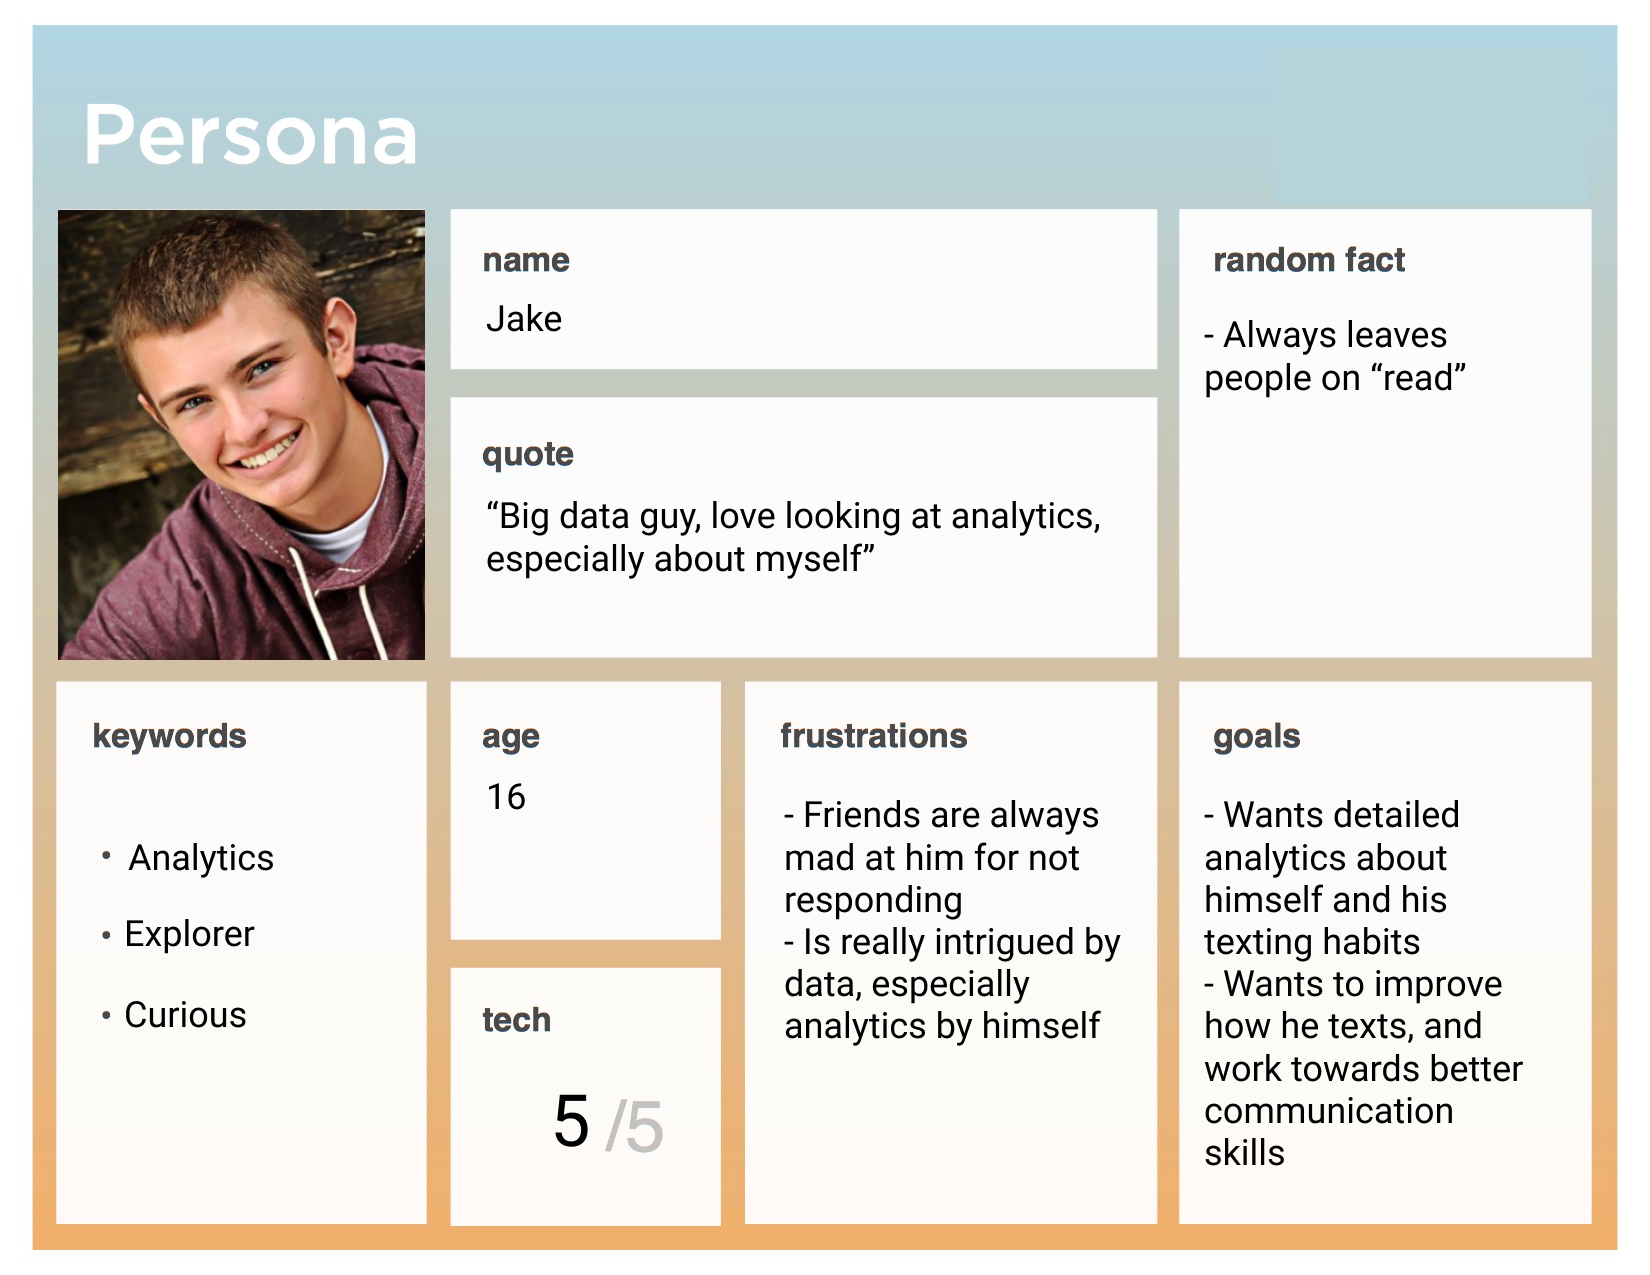 Persona
name
Jake
quote
“Big data guy, love looking at analytics,
especially about myself”
random fact
- Always leaves
people on “read”
keywords
• Analytics
• Explorer
• Curious
age
16
tech
5 /5
frustrations
- Friends are always
mad at him for not
responding
- Is really intrigued by
data, especially
analytics by himself
goals
- Wants detailed
analytics about
himself and his
texting habits
- Wants to improve
how he texts, and
work towards better
communication
skills